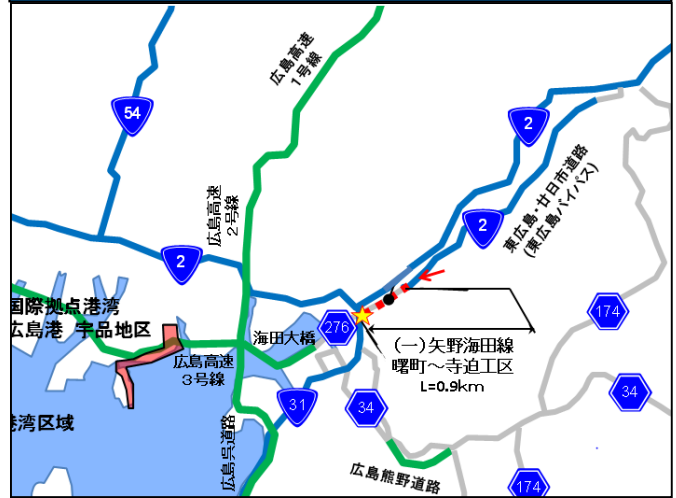 広島高速
1号線
54
2
広島高速
2号線
2
東広島・廿日市道路
(東広島バイパス)
2
国際拠点港湾
広島港 宇品地区
海田大橋
276
174
(一)矢野海田線
曙町～寺迫工区
L=0.9km
広島高速
3号線
31
34
34
港湾区域
広島呉道路
広島熊野道路
174